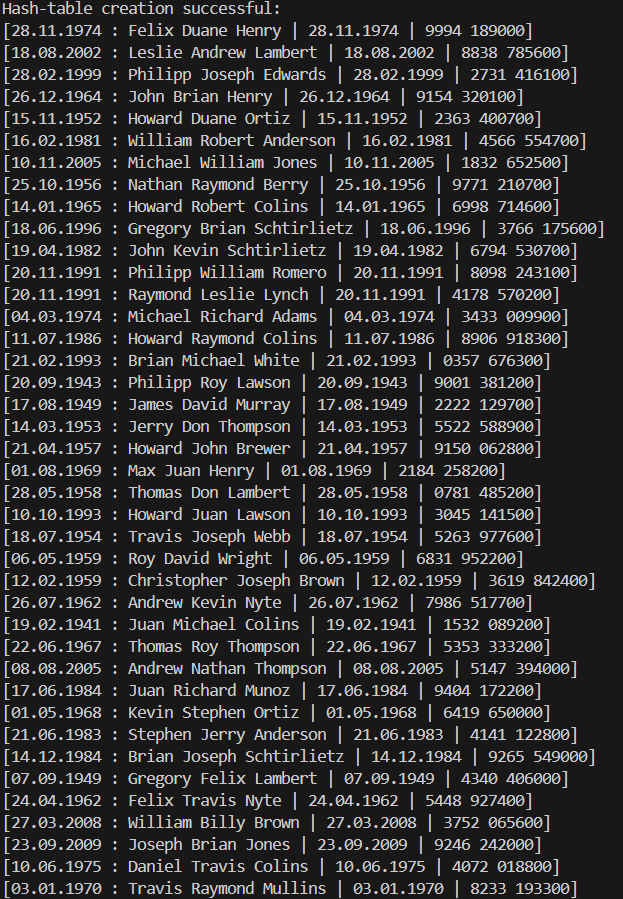 Hash-table creation successful:
[28.11.1974 : Felix Duane Henry | 28.11.1974 | 9994 189000]
[18.08.2002 : Leslie Andrew Lambert | 18.08.2002 | 8838 785600]
[28.02.1999 : Philipp Joseph Edwards | 28.02.1999 | 2731 416100]
[26.12.1964 : John Brian Henry | 26.12.1964 | 9154 320100]
[15.11.1952 : Howard Duane Ortiz | 15.11.1952 | 2363 400700]
[16.02.1981 : William Robert Anderson | 16.02.1981 | 4566 554700]
[10.11.2005 : Michael William Jones | 10.11.2005 | 1832 652500]
[25.10.1956 : Nathan Raymond Berry | 25.10.1956 | 9771 210700]
[14.01.1965 : Howard Robert Colins | 14.01.1965 | 6998 714600]
[18.06.1996 : Gregory Brian Schtirlietz | 18.06.1996 | 3766 175600]
[19.04.1982 : John Kevin Schtirlietz | 19.04.1982 | 6794 530700]
[20.11.1991 : Philipp William Romero | 20.11.1991 | 8098 243100]
[20.11.1991 : Raymond Leslie Lynch | 20.11.1991 | 4178 570200]
[04.03.1974 : Michael Richard Adams | 04.03.1974 | 3433 009900]
[11.07.1986 : Howard Raymond Colins | 11.07.1986 | 8906 918300]
[21.02.1993 : Brian Michael White | 21.02.1993 | 0357 676300]
[20.09.1943 : Philipp Roy Lawson | 20.09.1943 | 9001 381200]
[17.08.1949 : James David Murray | 17.08.1949 | 2222 129700]
[14.03.1953 : Jerry Don Thompson | 14.03.1953 | 5522 588900]
[21.04.1957 : Howard John Brewer | 21.04.1957 | 9150 062800]
[01.08.1969 : Max Juan Henry | 01.08.1969 | 2184 258200]
[28.05.1958 : Thomas Don Lambert | 28.05.1958 | 0781 485200]
[10.10.1993 : Howard Juan Lawson | 10.10.1993 | 3045 141500]
[18.07.1954 : Travis Joseph Webb | 18.07.1954 | 5263 977600]
[06.05.1959 : Roy David Wright | 06.05.1959 | 6831 952200]
[12.02.1959 : Christopher Joseph Brown | 12.02.1959 | 3619 842400]
[26.07.1962 : Andrew Kevin Nyte | 26.07.1962 | 7986 517700]
[19.02.1941 : Juan Michael Colins | 19.02.1941 | 1532 089200]
[22.06.1967 : Thomas Roy Thompson | 22.06.1967 | 5353 333200]
[08.08.2005 : Andrew Nathan Thompson | 08.08.2005 | 5147 394000]
[17.06.1984 : Juan Richard Munoz | 17.06.1984 | 9404 172200]
[01.05.1968 : Kevin Stephen Ortiz | 01.05.1968 | 6419 650000]
[21.06.1983 : Stephen Jerry Anderson | 21.06.1983 | 4141 122800]
[14.12.1984 : Brian Joseph Schtirlietz | 14.12.1984 | 9265 549000]
[07.09.1949 : Gregory Felix Lambert | 07.09.1949 | 4340 406000]
[24.04.1962 : Felix Travis Nyte | 24.04.1962 | 5448 927400]
[27.03.2008 : William Billy Brown | 27.03.2008 | 3752 065600]
[23.09.2009 : Joseph Brian Jones | 23.09.2009 | 9246 242000]
[10.06.1975 : Daniel Travis Colins | 10.06.1975 | 4072 018800]
[03.01.1970 : Travis Raymond Mullins | 03.01.1970 | 8233 193300]